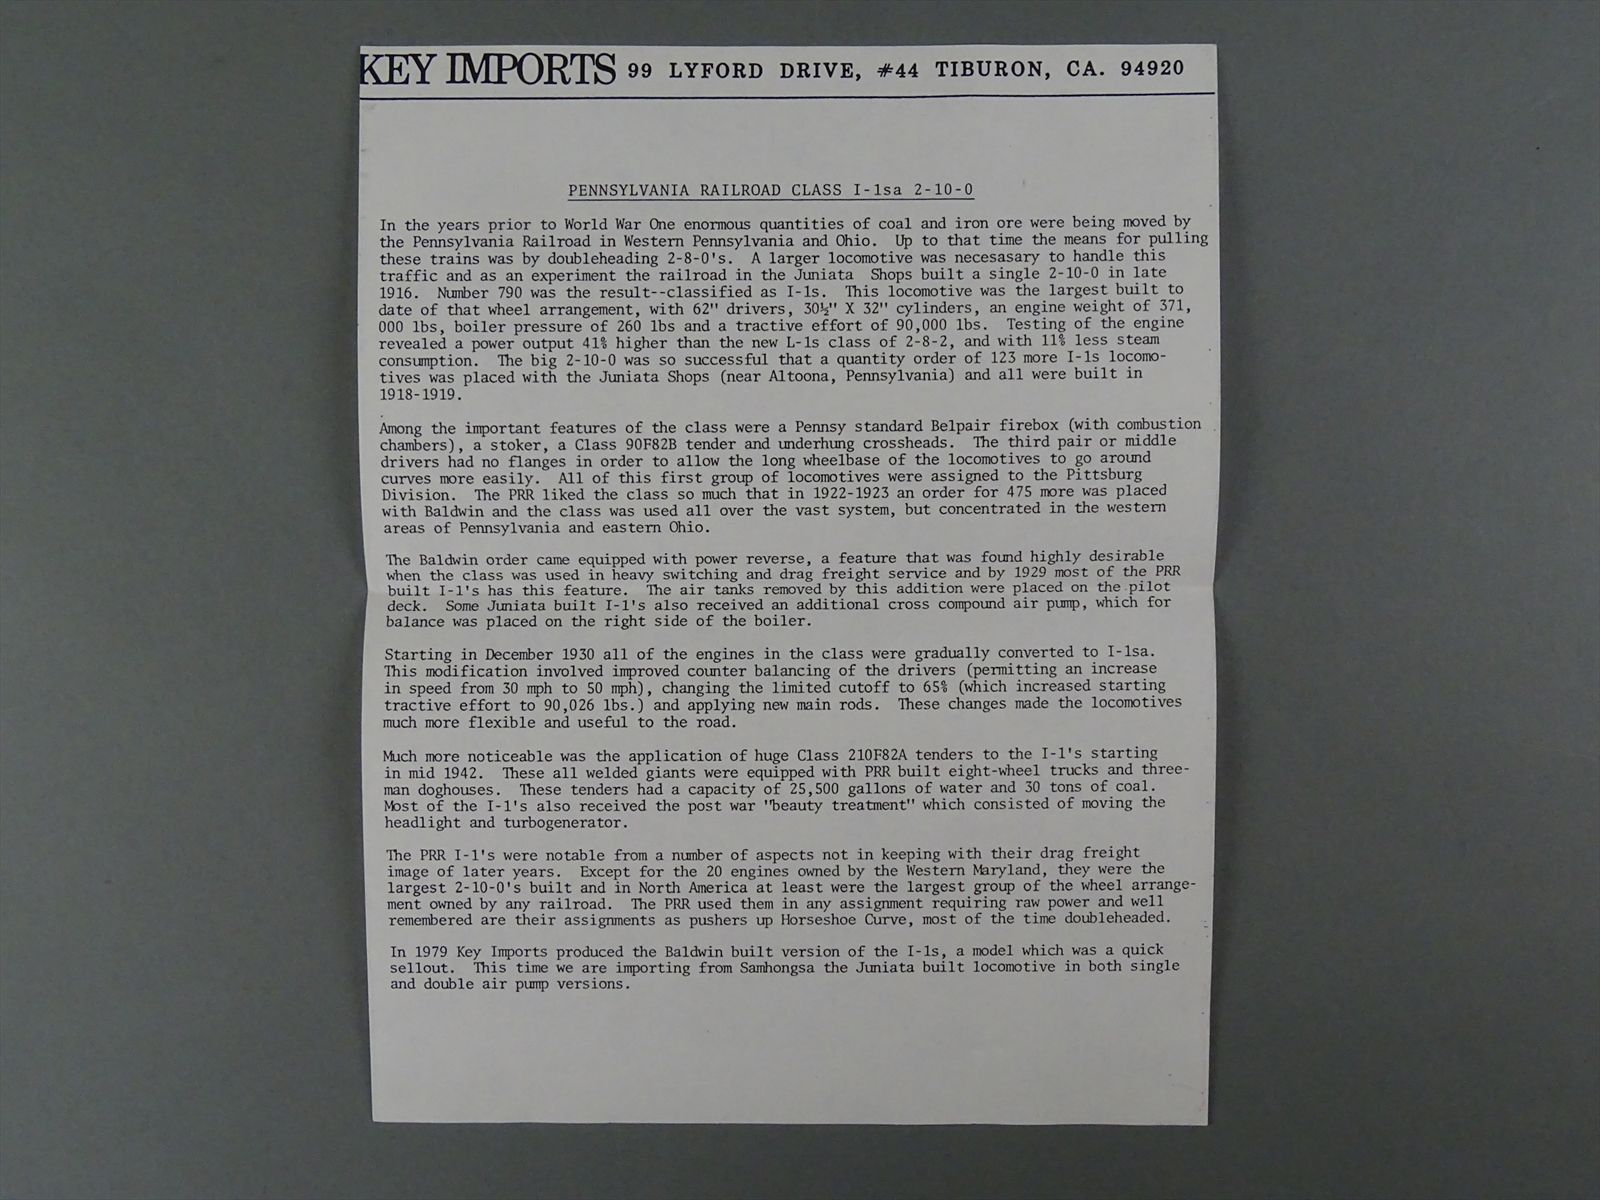 KEY IMPORTS 99 LYFORD DRIVE, #44 TIBURON, CA. 94920
PENNSYLVANIA RAILROAD CLASS I-1sa 2-10-0
In the years prior to World War One enormous quantities of coal and iron ore were being moved by
the Pennsylvania Railroad in Western Pennsylvania and Ohio. Up to that time the means for pulling
these trains was by doubleheading 2-8-0's. A larger locomotive was necesasary to handle this
traffic and as an experiment the railroad in the Juniata Shops built a single 2-10-0 in late
1916. Number 790 was the result--classified as I-1s. This locomotive was the largest built to
date of that wheel arrangement, with 62" drivers, 30½" X 32" cylinders, an engine weight of 371,
000 lbs, boiler pressure of 260 lbs and a tractive effort of 90,000 lbs. Testing of the engine
revealed a power output 41% higher than the new L-1s class of 2-8-2, and with 11% less steam
consumption. The big 2-10-0 was so successful that a quantity order of 123 more I-1s locomo-
tives was placed with the Juniata Shops (near Altoona, Pennsylvania) and all were built in
1918-1919.
Among the important features of the class were a Pennsy standard Belpair firebox (with combustion
chambers), a stoker, a Class 90F82B tender and underhung crossheads. The third pair or middle
drivers had no flanges in order to allow the long wheelbase of the locomotives to go around
curves more easily. All of this first group of locomotives were assigned to the Pittsburg
Division. The PRR liked the class so much that in 1922-1923 an order for 475 more was placed
with Baldwin and the class was used all over the vast system, but concentrated in the western
areas of Pennsylvania and eastern Ohio.
The Baldwin order came equipped with power reverse, a feature that was found highly desirable
when the class was used in heavy switching and drag freight service and by 1929 most of the PRR
built I-1's has this feature. The air tanks removed by this addition were placed on the pilot
deck. Some Juniata built I-1's also received an additional cross compound air pump, which for
balance was placed on the right side of the boiler.
Starting in December 1930 all of the engines in the class were gradually converted to I-1sa.
This modification involved improved counter balancing of the drivers (permitting an increase
in speed from 30 mph to 50 mph), changing the limited cutoff to 65% (which increased starting
tractive effort to 90,026 lbs.) and applying new main rods. These changes made the locomotives
much more flexible and useful to the road.
Much more noticeable was the application of huge Class 210F82A tenders to the I-1's starting
in mid 1942. These all welded giants were equipped with PRR built eight-wheel trucks and three-
man doghouses. These tenders had a capacity of 25,500 gallons of water and 30 tons of coal.
Most of the I-1's also received the post war "beauty treatment" which consisted of moving the
headlight and turbogenerator.
The PRR I-1's were notable from a number of aspects not in keeping with their drag freight
image of later years. Except for the 20 engines owned by the Western Maryland, they were the
largest 2-10-0's built and in North America at least were the largest group of the wheel arrange-
ment owned by any railroad. The PRR used them in any assignment requiring raw power and well
remembered are their assignments as pushers up Horseshoe Curve, most of the time doubleheaded.
In 1979 Key Imports produced the Baldwin built version of the I-1s, a model which was a quick
sellout. This time we are importing from Samhongsa the Juniata built locomotive in both single
and double air pump versions.